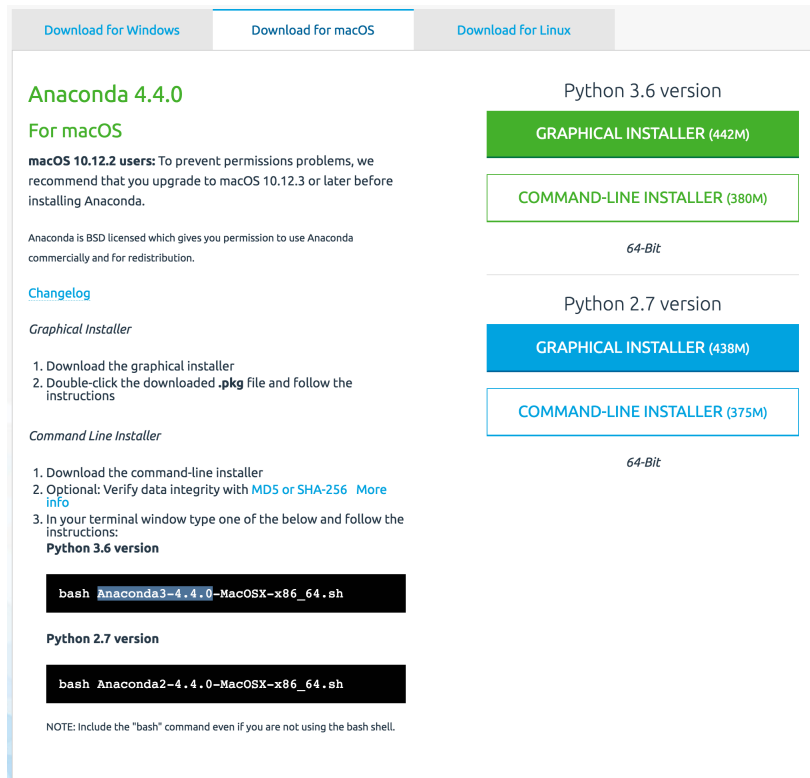 Download for Windows
Download for macOS
Download for Linux
Anaconda 4.4.0
For macOS
macOS 10.12.2 users: To prevent permissions problems, we
recommend that you upgrade to macOS 10.12.3 or later before
installing Anaconda.
Anaconda is BSD licensed which gives you permission to use Anaconda
commercially and for redistribution.
Changelog
Graphical Installer
1. Download the graphical installer
2. Double-click the downloaded .pkg file and follow the
instructions
Command Line Installer
1. Download the command-line installer
2. Optional: Verify data integrity with MD5 or SHA-256 More
info
3. In your terminal window type one of the below and follow the
instructions:
Python 3.6 version
bash Anaconda3-4.4.0-MacOSX-x86_64.sh
Python 2.7 version
bash Anaconda2-4.4.0-MacOSX-x86_64.sh
NOTE: Include the "bash" command even if you are not using the bash shell.
Python 3.6 version
GRAPHICAL INSTALLER (442M)
COMMAND-LINE INSTALLER (380M)
64-Bit
Python 2.7 version
GRAPHICAL INSTALLER (438M)
COMMAND-LINE INSTALLER (375M)
64-Bit